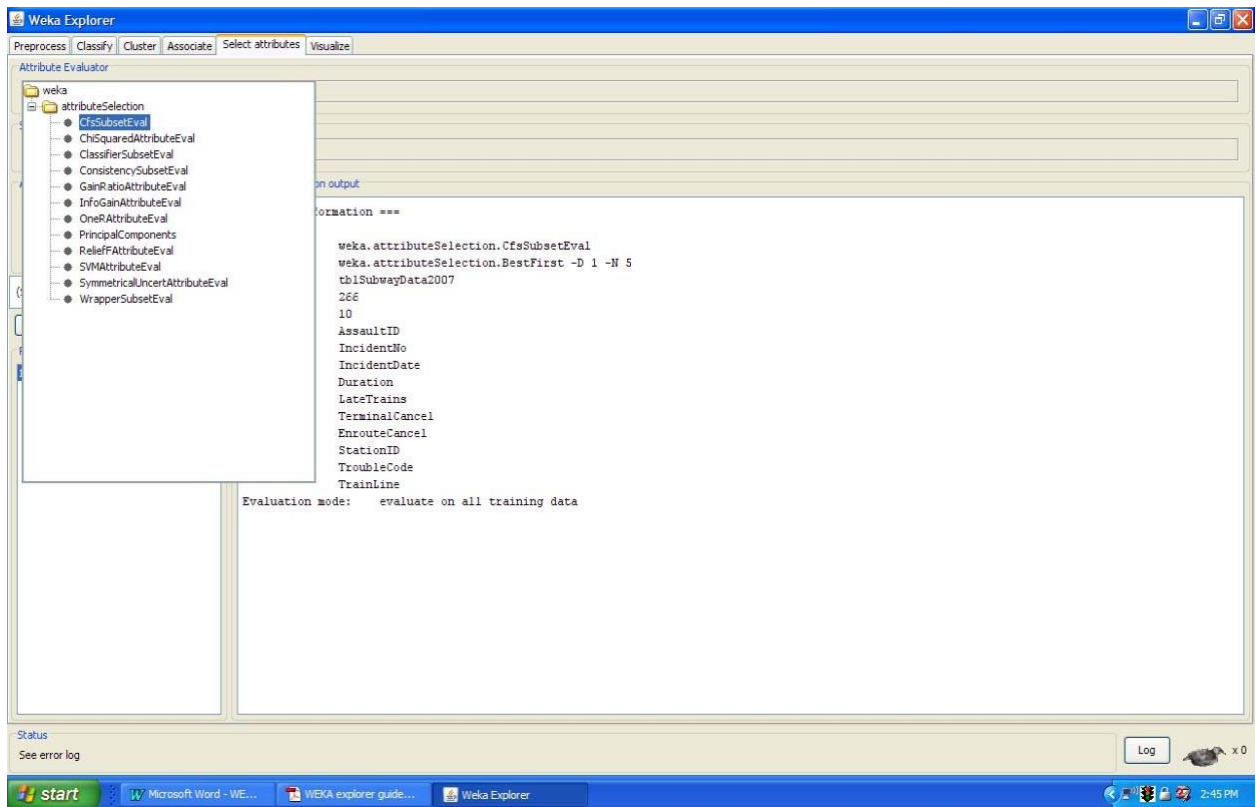 Weka Explorer
Preprocess Classify Cluster Associate Select attributes Visualize
Attribute Evaluator
weka
attributeSelection
CfsSubsetEval
ChiSquaredAttributeEval
ClassifierSubsetEval
ConsistencySubsetEval
GainRatioAttributeEval
InfoGainAttributeEval
OneRAttributeEval
PrincipalComponents
ReliefFAttributeEval
SVMAttributeEval
SymmetricalUncertAttributeEval
WrapperSubsetEval
on output
formation ===
weka.attributeSelection.CfsSubsetEval
weka.attributeSelection.BestFirst -D 1 -N 5
tblSubwayData2007
266
10
AssaultID
IncidentNo
IncidentDate
Duration
LateTrains
TerminalCancel
EnrouteCancel
StationID
TroubleCode
TrainLine
Evaluation mode: evaluate on all training data
Status
See error log
Log
x 0
start
Microsoft Word - WE...
WEKA explorer guide...
Weka Explorer
2:45 PM